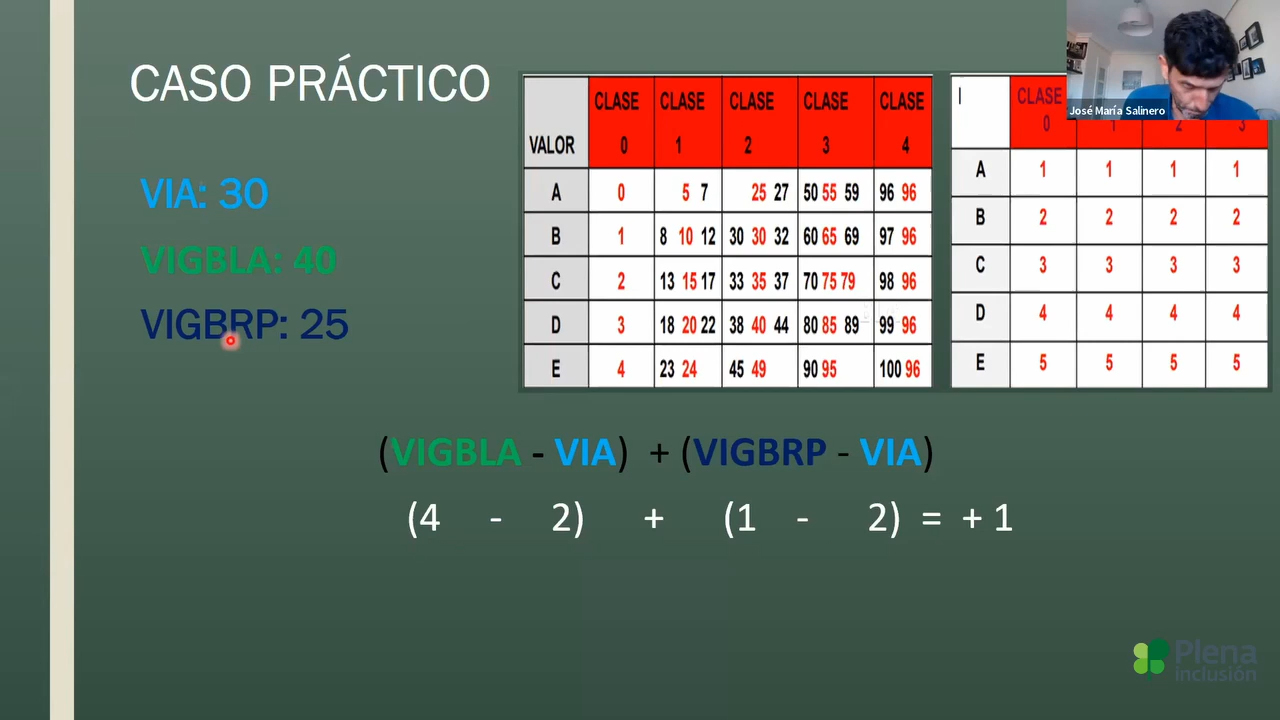 CASO PRÁCTICO
VIA: 30
VIGBLA: 40
VIGBRP: 25
VALOR CLASE 0 CLASE 1 CLASE 2 CLASE 3 CLASE 4
A 0 5 7 25 27 50 55 59 96 96
B 1 8 10 12 30 30 32 60 65 69 97 96
C 2 13 15 17 33 35 37 70 75 79 98 96
D 3 18 20 22 38 40 44 80 85 89 99 96
E 4 23 24 45 49 90 95 100 96
CLASE
0 1 2 3
A 1 1 1 1
B 2 2 2 2
C 3 3 3 3
D 4 4 4 4
E 5 5 5 5
José María Salinero
(VIGBLA - VIA) + (VIGBRP - VIA)
(4 - 2) + (1 - 2) = + 1
Plena
inclusión